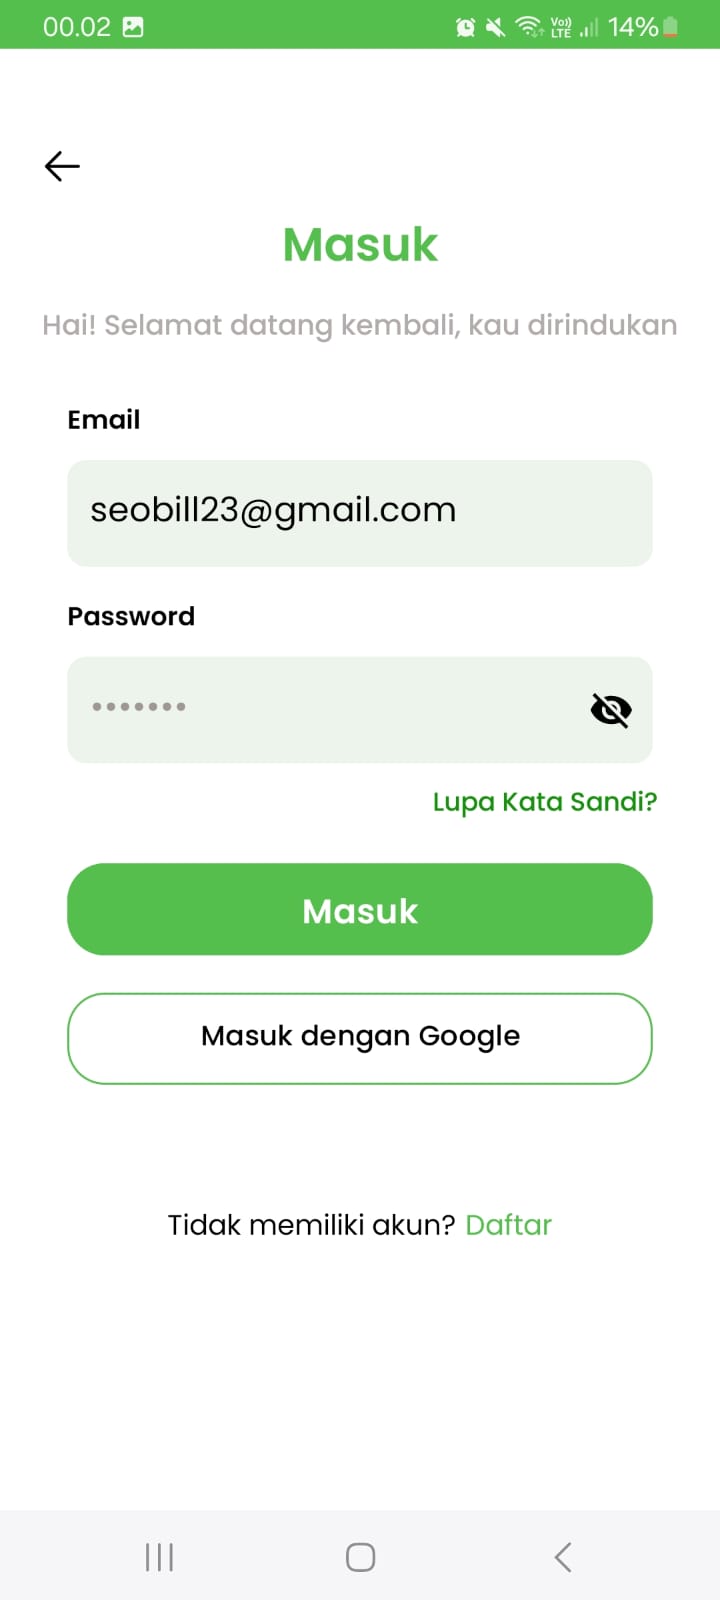 00.02
Vo))
LTE
14%
Masuk
Hai! Selamat datang kembali, kau dirindukan
Email
seobill23@gmail.com
Password
•••••••
Lupa Kata Sandi?
Masuk
Masuk dengan Google
Tidak memiliki akun? Daftar